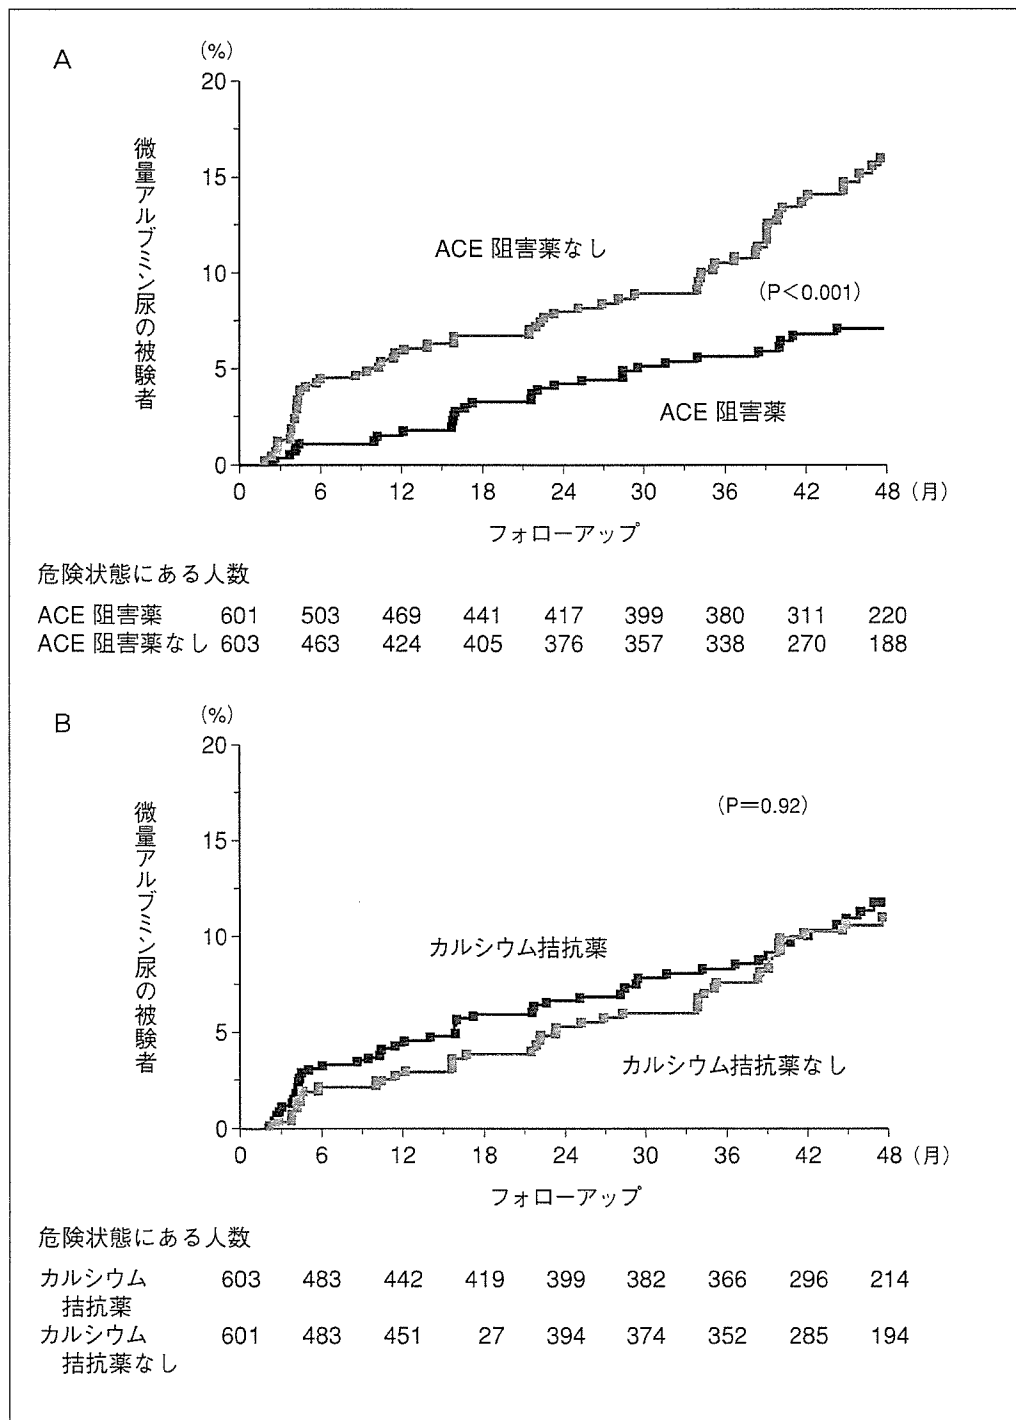 A
(%)
微量アルブミン尿の被験者
20
15
10
5
0
ACE 阻害薬なし
(P<0.001)
ACE 阻害薬
0 6 12 18 24 30 36 42 48 (月)
フォローアップ
危険状態にある人数
ACE 阻害薬 601 503 469 441 417 399 380 311 220
ACE 阻害薬なし 603 463 424 405 376 357 338 270 188
B
(%)
微量アルブミン尿の被験者
20
15
10
5
0
(P=0.92)
カルシウム拮抗薬
カルシウム拮抗薬なし
0 6 12 18 24 30 36 42 48 (月)
フォローアップ
危険状態にある人数
カルシウム 603 483 442 419 399 382 366 296 214
拮抗薬
カルシウム 601 483 451 27 394 374 352 285 194
拮抗薬なし